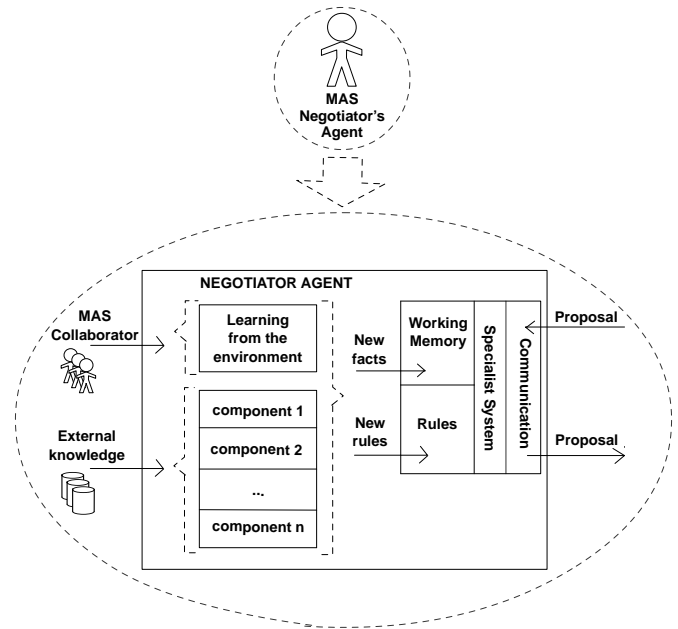 MAS
Negotiator's
Agent
NEGOTIATOR AGENT
MAS
Collaborator
Learning
from the
environment
External
knowledge
component 1
component 2
...
component n
New
facts
New
rules
Working
Memory
Rules
Specialist System
Communication
Proposal
Proposal